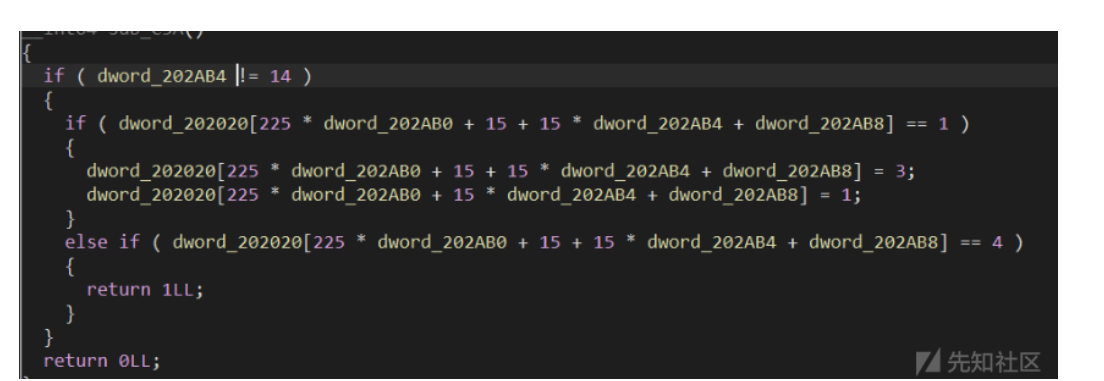 {
if ( dword_202AB4 != 14 )
{
if ( dword_202020[225 * dword_202AB0 + 15 + 15 * dword_202AB4 + dword_202AB8] == 1 )
{
dword_202020[225 * dword_202AB0 + 15 + 15 * dword_202AB4 + dword_202AB8] = 3;
dword_202020[225 * dword_202AB0 + 15 * dword_202AB4 + dword_202AB8] = 1;
}
else if ( dword_202020[225 * dword_202AB0 + 15 + 15 * dword_202AB4 + dword_202AB8] == 4 )
{
return 1LL;
}
}
return 0LL;
先知社区